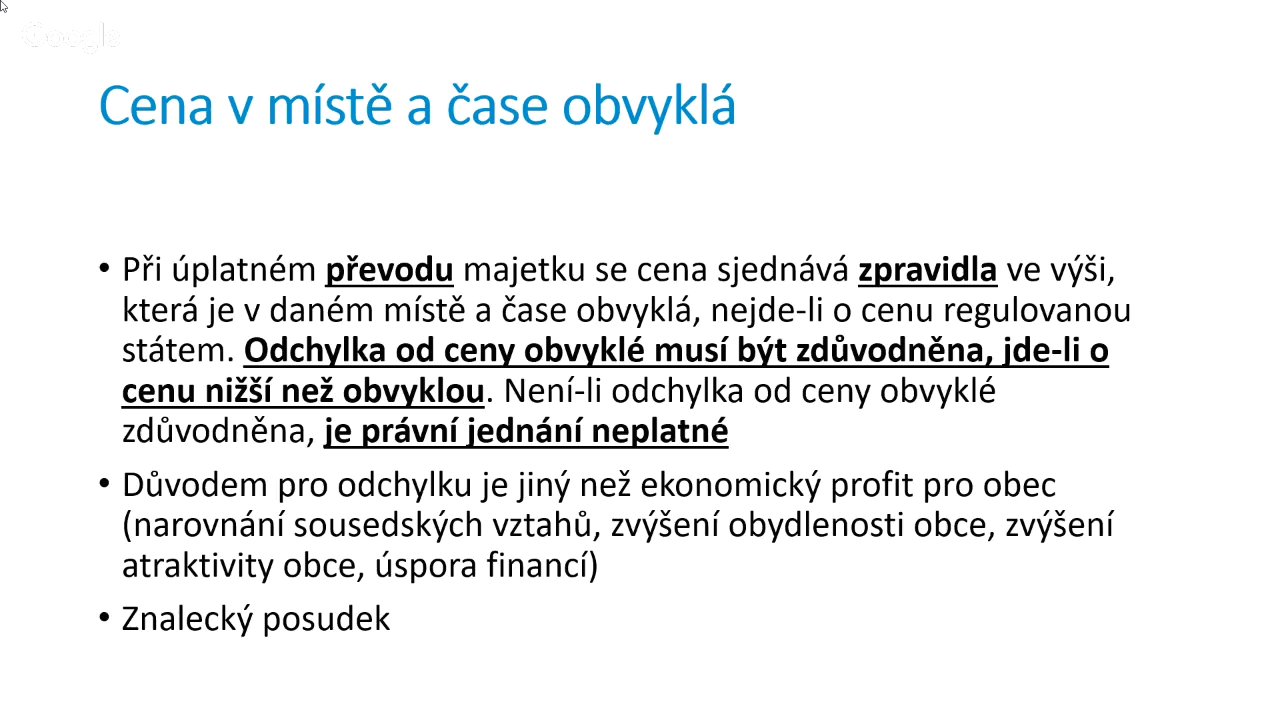 Google
Cena v místě a čase obvyklá
• Při úplatném převodu majetku se cena sjednává zpravidla ve výši,
která je v daném místě a čase obvyklá, nejde-li o cenu regulovanou
státem. Odchylka od ceny obvyklé musí být zdůvodněna, jde-li o
cenu nižší než obvyklou. Není-li odchylka od ceny obvyklé
zdůvodněna, je právní jednání neplatné
• Důvodem pro odchylku je jiný než ekonomický profit pro obec
(narovnání sousedských vztahů, zvýšení obydlenosti obce, zvýšení
atraktivity obce, úspora financí)
• Znalecký posudek